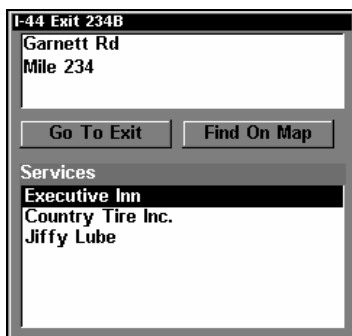 I-44 Exit 234B
Garnett Rd
Mile 234
Go To Exit
Find On Map
Services
Executive Inn
Country Tire Inc.
Jiffy Lube